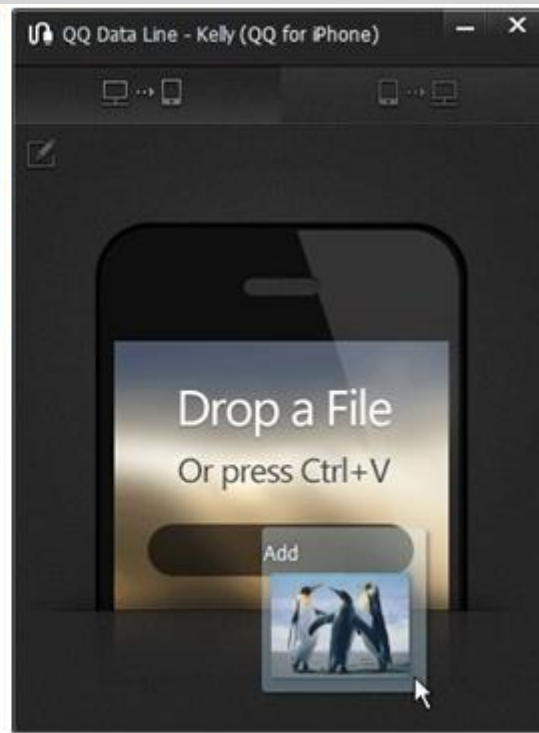 QQ Data Line - Kelly (QQ for iPhone)
Drop a File
Or press Ctrl+V
Add